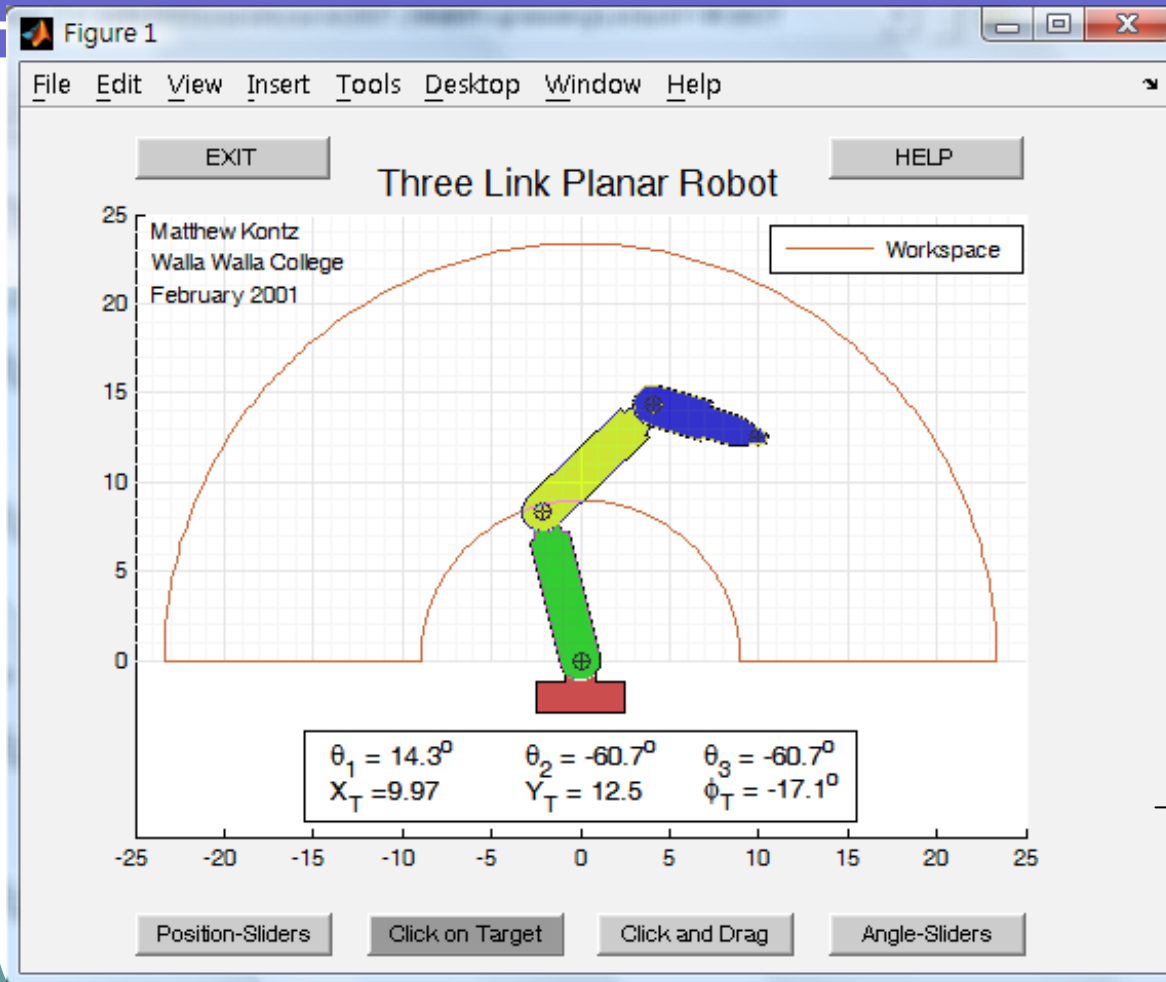 Figure 1
File Edit View Insert Tools Desktop Window Help
EXIT
HELP
Three Link Planar Robot
Matthew Kontz
Walla Walla College
February 2001
Workspace
25
20
15
10
5
0
θ1 = 14.3o θ2 = -60.7o θ3 = -60.7o
XT =9.97 YT = 12.5 ϕT = -17.1o
-25 -20 -15 -10 -5 0 5 10 15 20 25
Position-Sliders Click on Target Click and Drag Angle-Sliders